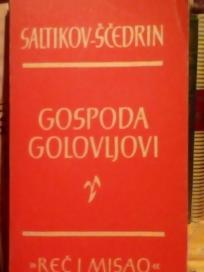 SALTIKOV-ŠČEDRIN
GOSPODA
GOLOVLJOVI
»REČ I MISAO«